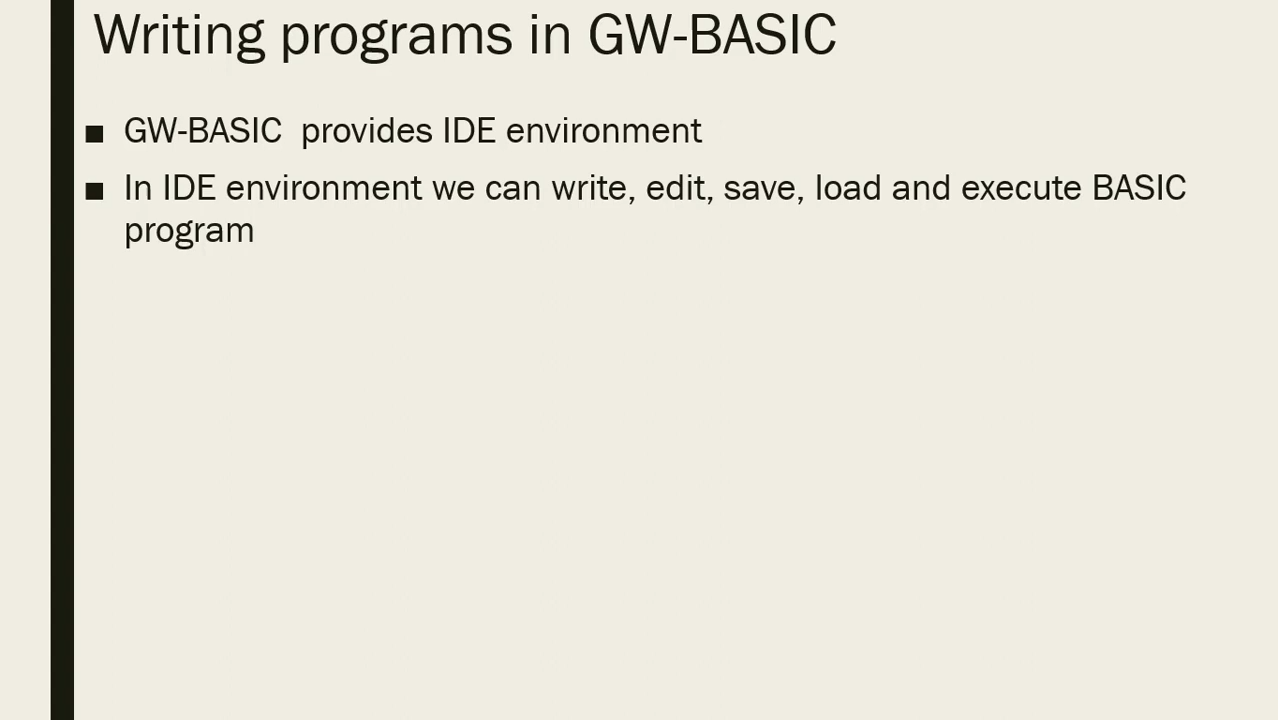 Writing programs in GW-BASIC
■ GW-BASIC  provides IDE environment
■ In IDE environment we can write, edit, save, load and execute BASIC
program